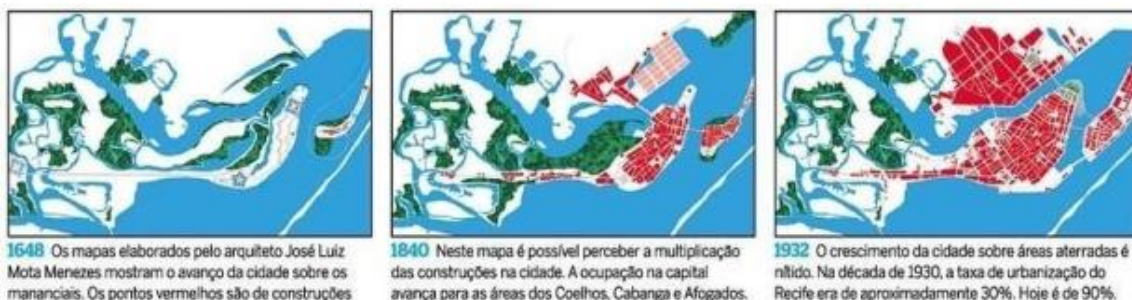 1648 Os mapas elaborados pelo arquiteto José Luiz
Mota Menezes mostram o avanço da cidade sobre os
mananciais. Os pontos vermelhos são de construções
1840 Neste mapa é possível perceber a multiplicação
das construções na cidade. A ocupação na capital
avança para as áreas dos Coelhos, Cabanga e Afogados.
1932 O crescimento da cidade sobre áreas aterradas é
nítido. Na década de 1930, a taxa de urbanização do
Recife era de aproximadamente 30%. Hoje é de 90%.